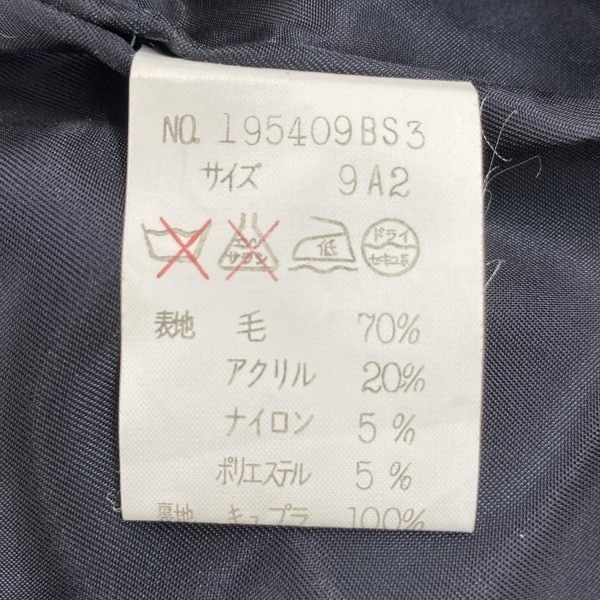 NO. 195409BS3
サイズ 9A2
エンソ サラシ 低 ドライ セキユ系
表地 毛 70%
アクリル 20%
ナイロン 5%
ポリエステル 5%
裏地 キュプラ 100%